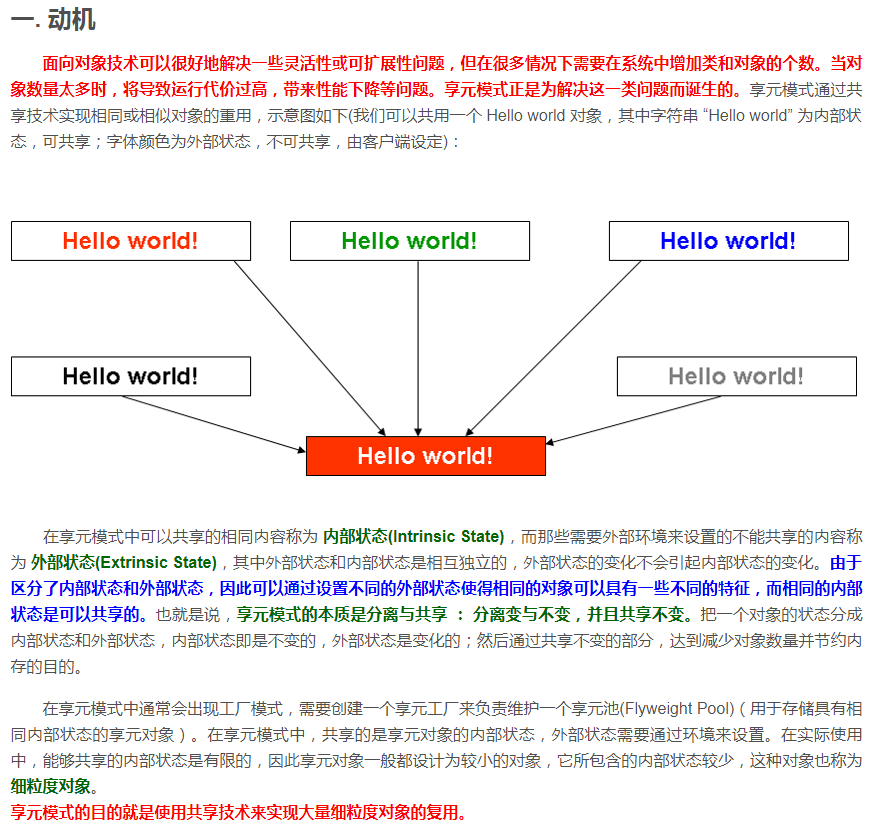 一. 动机
面向对象技术可以很好地解决一些灵活性或可扩展性问题，但在很多情况下需要在系统中增加类和对象的个数。当对
象数量太多时，将导致运行代价过高，带来性能下降等问题。享元模式正是为解决这一类问题而诞生的。享元模式通过共
享技术实现相同或相似对象的重用，示意图如下(我们可以共用一个 Hello world 对象，其中字符串 “Hello world” 为内部状
态，可共享；字体颜色为外部状态，不可共享，由客户端设定)：
Hello world!
Hello world!
Hello world!
Hello world!
Hello world!
Hello world!
在享元模式中可以共享的相同内容称为 内部状态(Intrinsic State)，而那些需要外部环境来设置的不能共享的内容称
为 外部状态(Extrinsic State)，其中外部状态和内部状态是相互独立的，外部状态的变化不会引起内部状态的变化。由于
区分了内部状态和外部状态，因此可以通过设置不同的外部状态使得相同的对象可以具有一些不同的特征，而相同的内部
状态是可以共享的。也就是说，享元模式的本质是分离与共享 ： 分离变与不变，并且共享不变。把一个对象的状态分成
内部状态和外部状态，内部状态即是不变的，外部状态是变化的；然后通过共享不变的部分，达到减少对象数量并节约内
存的目的。
在享元模式中通常会出现工厂模式，需要创建一个享元工厂来负责维护一个享元池(Flyweight Pool)（用于存储具有相
同内部状态的享元对象）。在享元模式中，共享的是享元对象的内部状态，外部状态需要通过环境来设置。在实际使用
中，能够共享的内部状态是有限的，因此享元对象一般都设计为较小的对象，它所包含的内部状态较少，这种对象也称为
细粒度对象。
享元模式的目的就是使用共享技术来实现大量细粒度对象的复用。